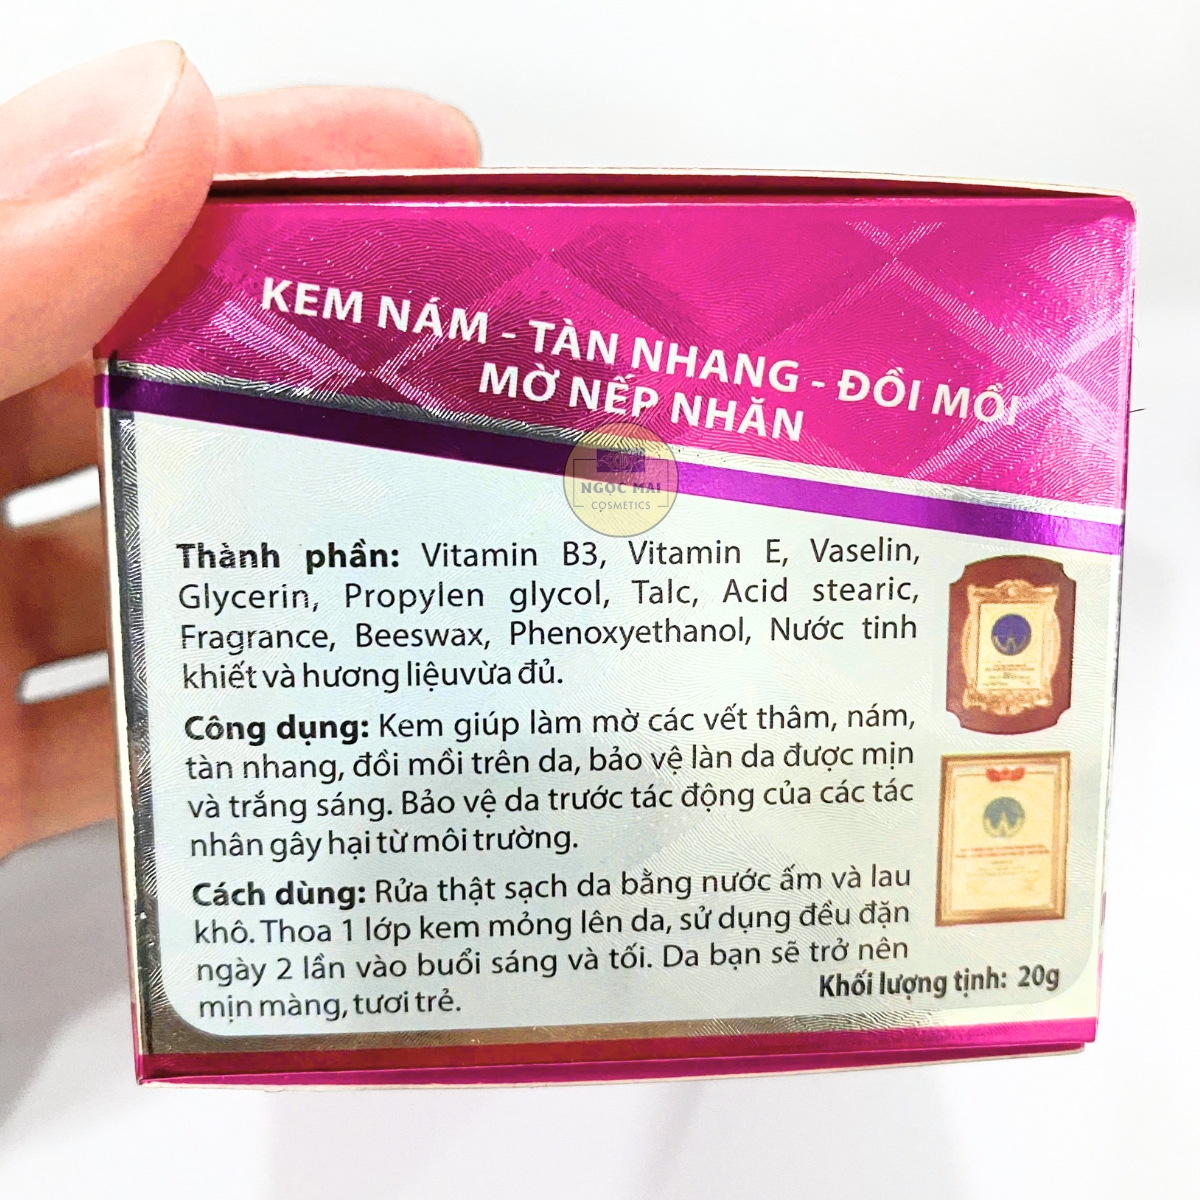 KEM NÁM - TÀN NHANG - ĐỒI MỒI
MỜ NẾP NHĂN
NGỌC MAI
COSMETICS
Thành phần: Vitamin B3, Vitamin E, Vaselin,
Glycerin, Propylen glycol, Talc, Acid stearic,
Fragrance, Beeswax, Phenoxyethanol, Nước tinh
khiết và hương liệuvừa đủ.
Công dụng: Kem giúp làm mờ các vết thâm, nám,
tàn nhang, đồi mồi trên da, bảo vệ làn da được mịn
và trắng sáng. Bảo vệ da trước tác động của các tác
nhân gây hại từ môi trường.
Cách dùng: Rửa thật sạch da bằng nước ấm và lau
khô. Thoa 1 lớp kem mỏng lên da, sử dụng đều đặn
ngày 2 lần vào buổi sáng và tối. Da bạn sẽ trở nên
mịn màng, tươi trẻ.
Khối lượng tịnh: 20g